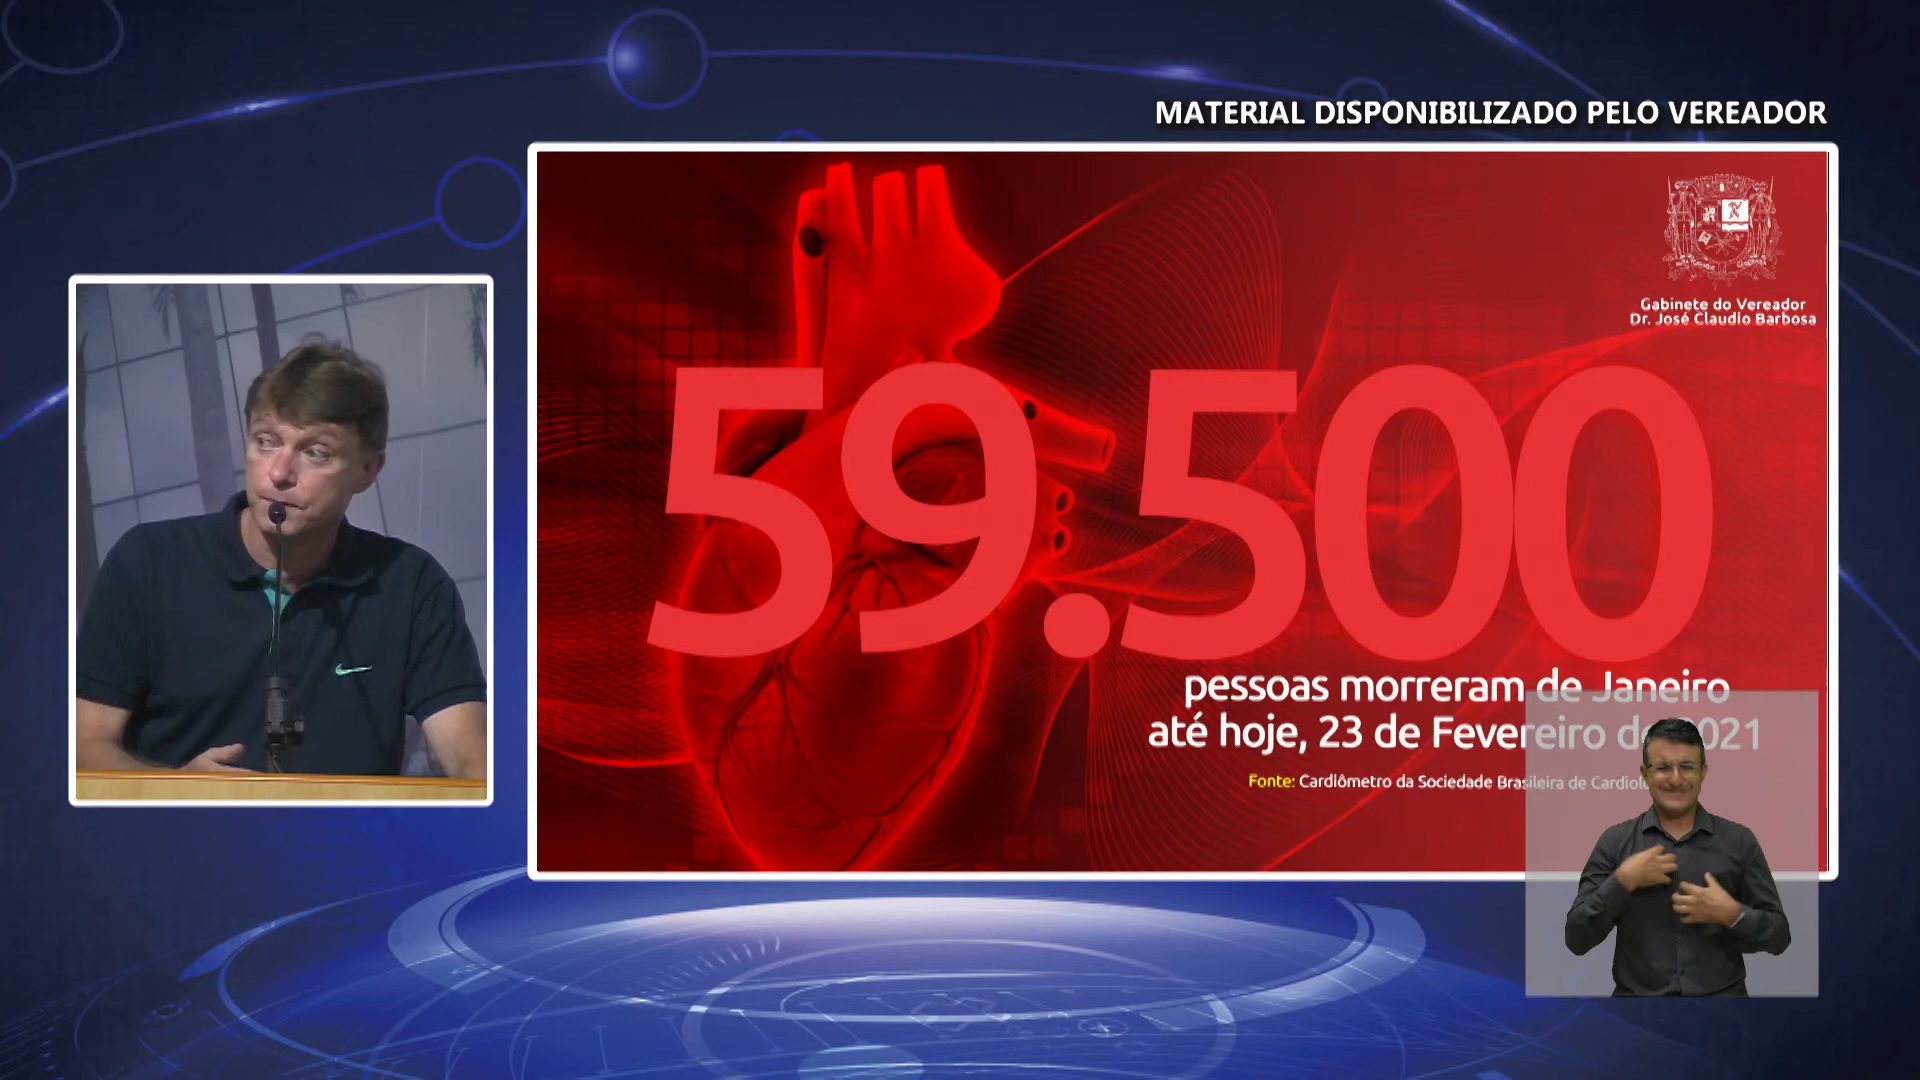 MATERIAL DISPONIBILIZADO PELO VEREADOR
Gabinete do Vereador
Dr. José Claudio Barbosa
59.500
pessoas morreram de Janeiro
até hoje, 23 de Fevereiro de 2021
Fonte: Cardiômetro da Sociedade Brasileira de